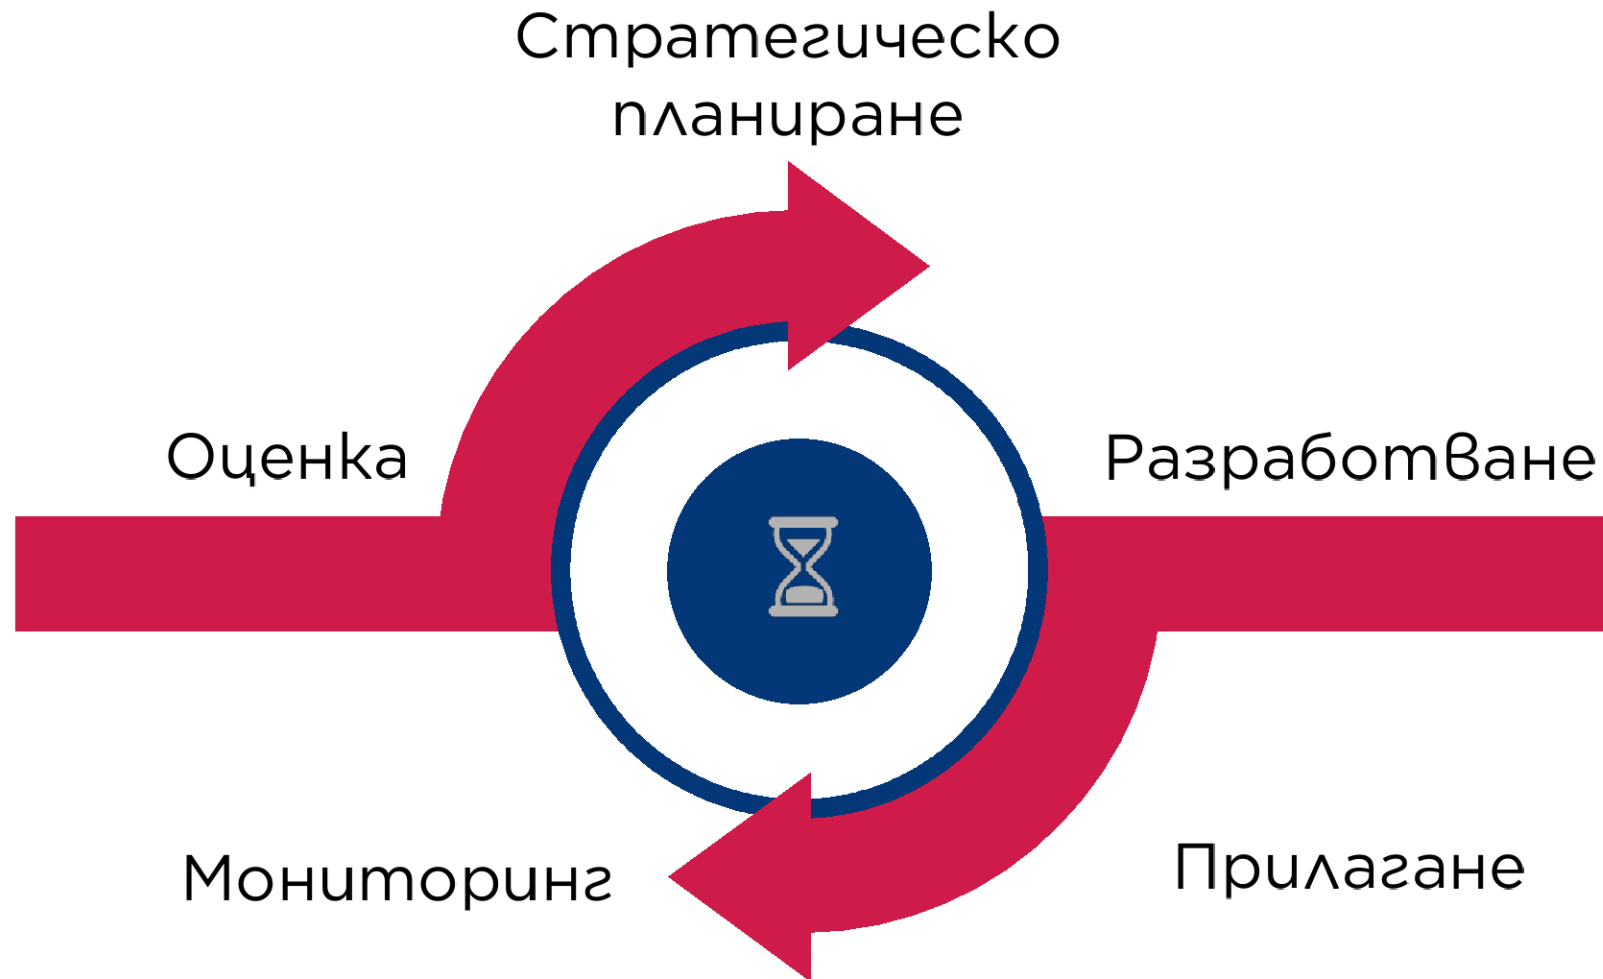 Стратегическо
планиране
Оценка
Разработване
Мониторинг
Прилагане